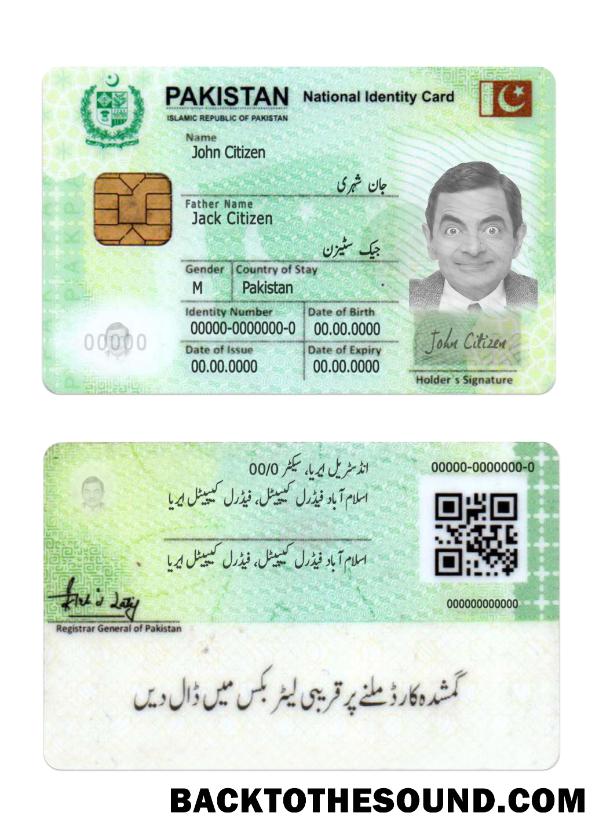 PAKISTAN National Identity Card
ISLAMIC REPUBLIC OF PAKISTAN
Name
John Citizen
جان شہری
Father Name
Jack Citizen
جیک سٹیزن
Gender Country of Stay
M Pakistan
Identity Number Date of Birth
00000-0000000-0 00.00.0000
Date of Issue Date of Expiry
00.00.0000 00.00.0000
00000
John Citizen
Holder's Signature
انڈسٹریل ایریا، سیکٹر 00/0
اسلام آباد فیڈرل کیپیٹل، فیڈرل کیپیٹل ایریا
اسلام آباد فیڈرل کیپیٹل، فیڈرل کیپیٹل ایریا
00000-0000000-0
000000000000
Registrar General of Pakistan
گمشدہ کارڈ ملنے پر قریبی لیٹر بکس میں ڈال دیں
BACKTOTHESOUND.COM